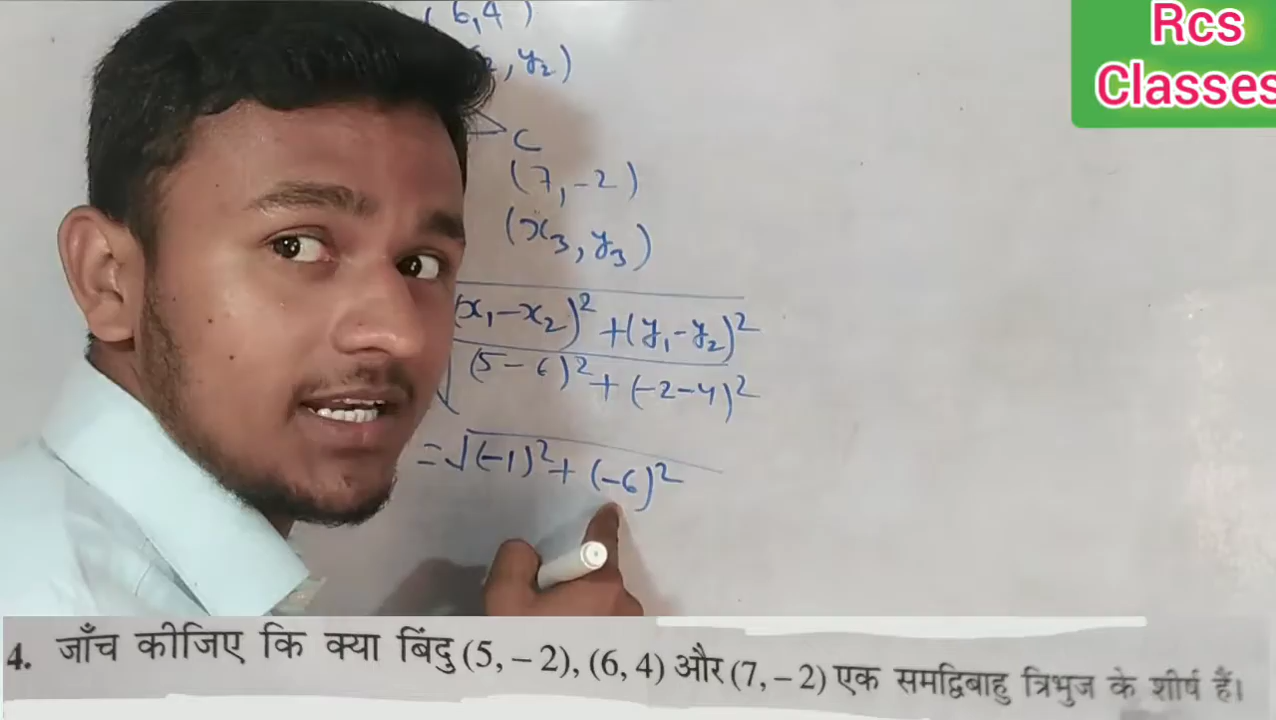 Rcs
Classes
(6,4)
, y₂)
C
(7,-2)
(x₃, y₃)
(x₁-x₂)² + (y₁-y₂)²
√(5-6)² + (-2-4)²
= √(-1)² + (-6)²
4. जाँच कीजिए कि क्या बिंदु (5, – 2), (6, 4) और (7, – 2) एक समद्विबाहु त्रिभुज के शीर्ष हैं।